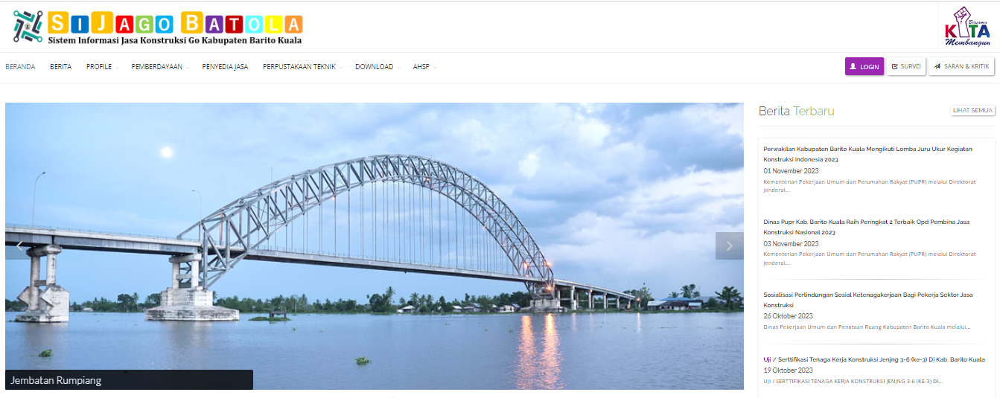 SIJAGO BATOLA
Sistem Informasi Jasa Konstruksi Go Kabupaten Barito Kuala
Bersama
KITA
Membangun
BERANDA BERITA PROFILE PEMBERDAYAAN PENYEDIA JASA PERPUSTAKAAN TEKNIK DOWNLOAD AHSP
LOGIN SURVEI SARAN & KRITIK
Berita Terbaru
LIHAT SEMUA
Perwakilan Kabupaten Barito Kuala Mengikuti Lomba Juru Ukur Kegiatan
Konstruksi Indonesia 2023
01 November 2023
Kementerian Pekerjaan Umum dan Perumahan Rakyat (PUPR) melalui Direktorat
Jenderal...
Dinas Pupr Kab. Barito Kuala Raih Peringkat 2 Terbaik Opd Pembina Jasa
Konstruksi Nasional 2023
03 November 2023
Kementerian Pekerjaan Umum dan Perumahan Rakyat (PUPR) melalui Direktorat
Jenderal...
Sosialisasi Perlindungan Sosial Ketenagakerjaan Bagi Pekerja Sektor Jasa
Konstruksi
26 Oktober 2023
Dinas Pekerjaan Umum dan Penataan Ruang Kabupaten Barito Kuala melalui...
Uji / Serttifikasi Tenaga Kerja Konstruksi Jenjng 3-6 (ke-3) Di Kab. Barito Kuala
19 Oktober 2023
UJI / SERTTIFIKASI TENAGA KERJA KONSTRUKSI JENJNG 3-6 (KE-3) DI...
Jembatan Rumpiang